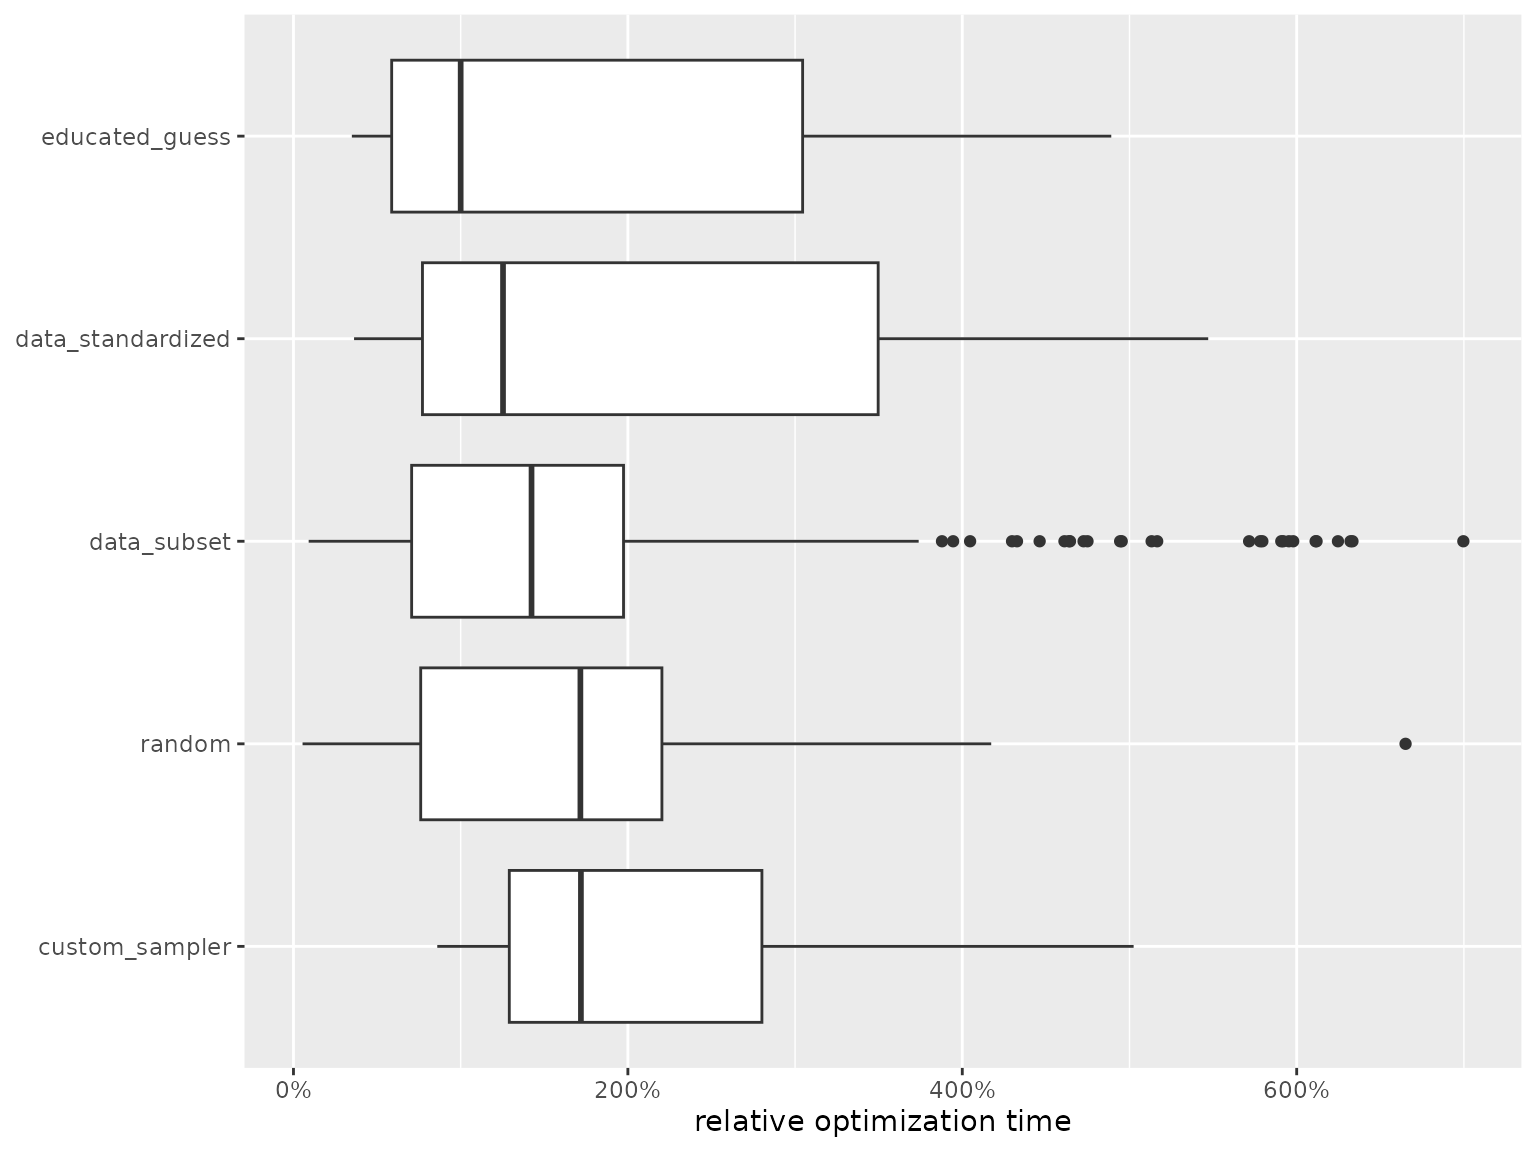 educated_guess
data_standardized
data_subset
random
custom_sampler
0% 200% 400% 600%
relative optimization time